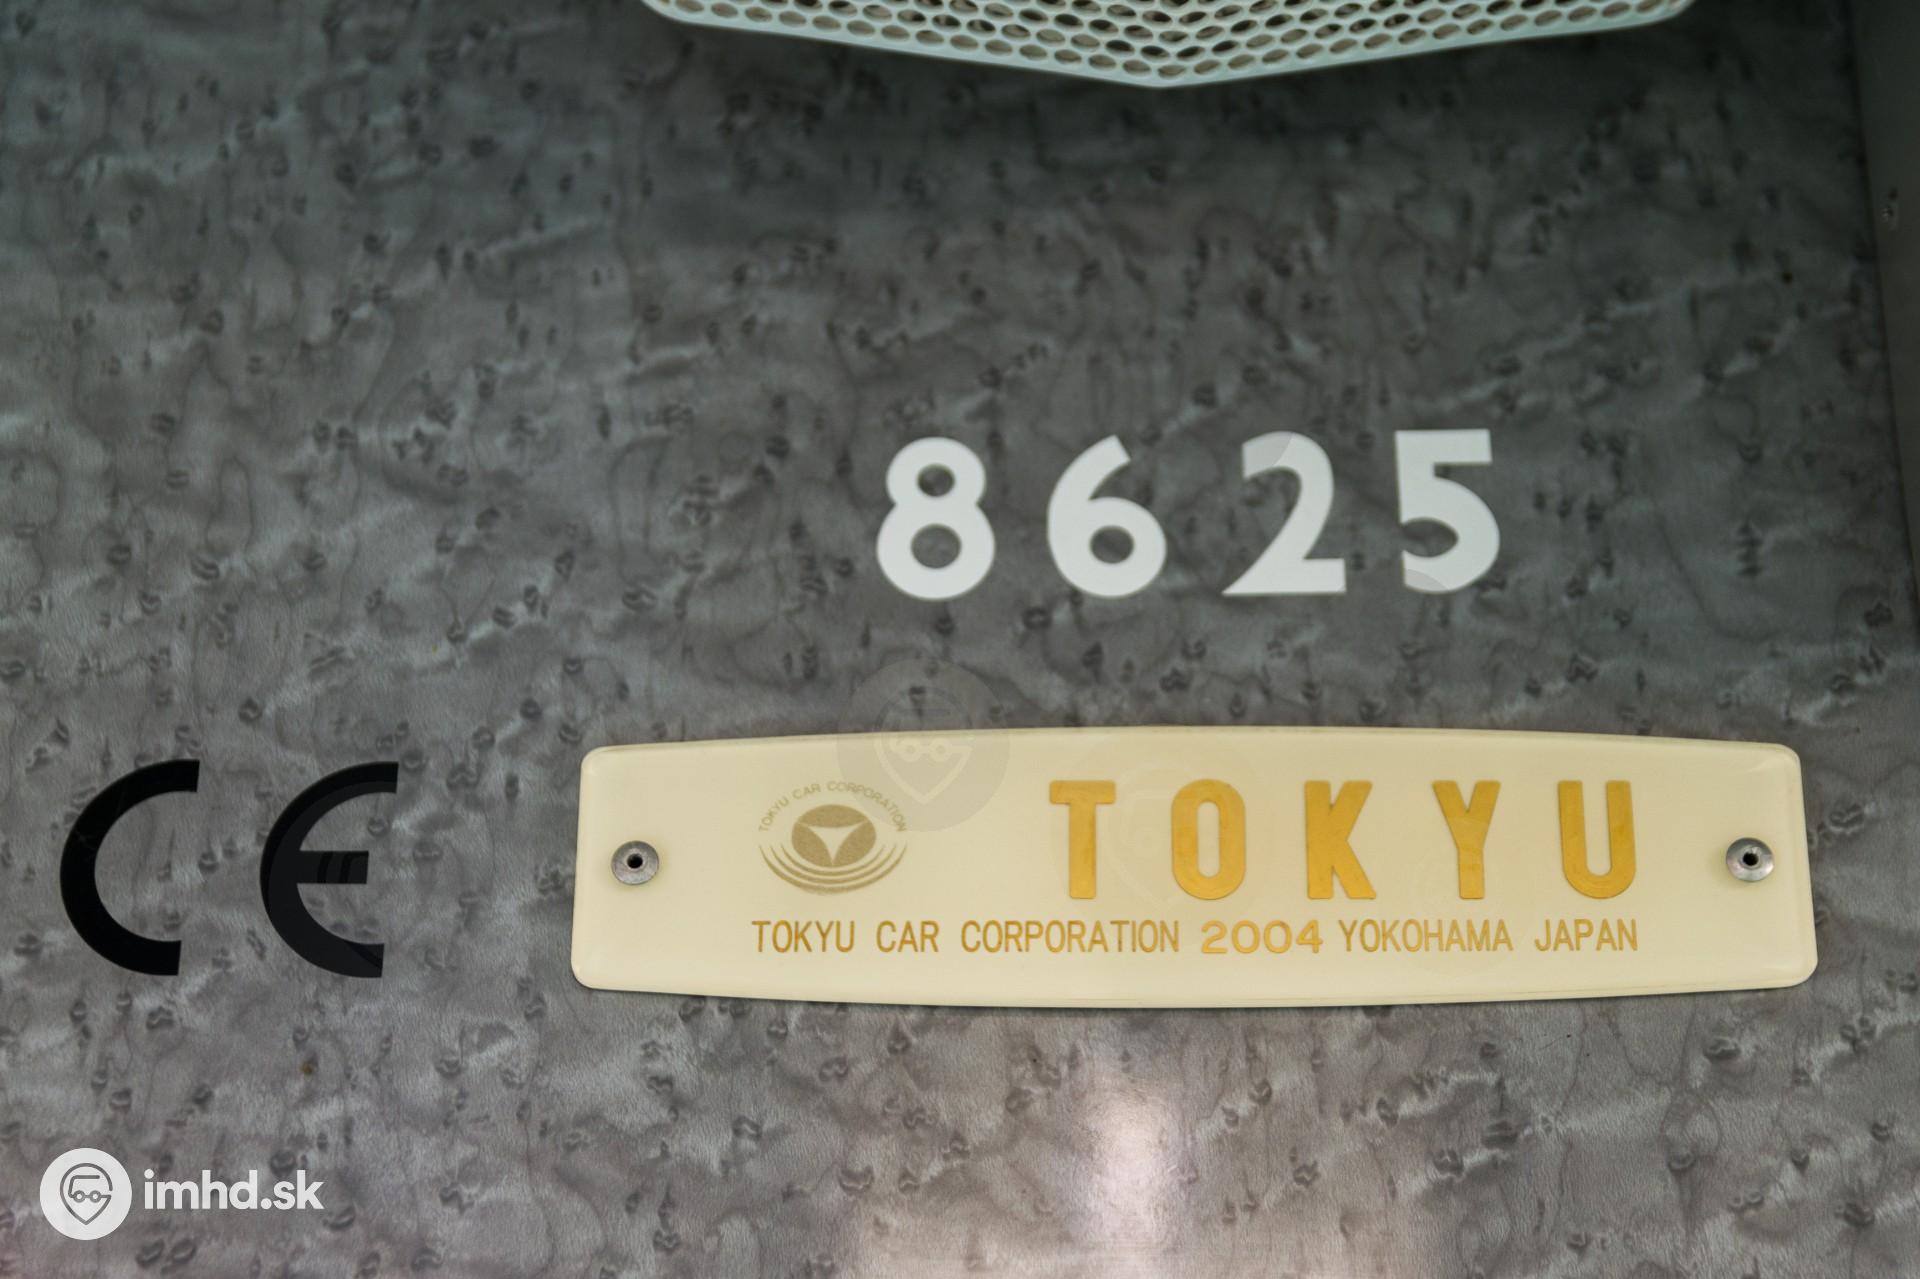 8625
CE
TOKYU CAR CORPORATION
TOKYU
TOKYU CAR CORPORATION 2004 YOKOHAMA JAPAN
imhd.sk